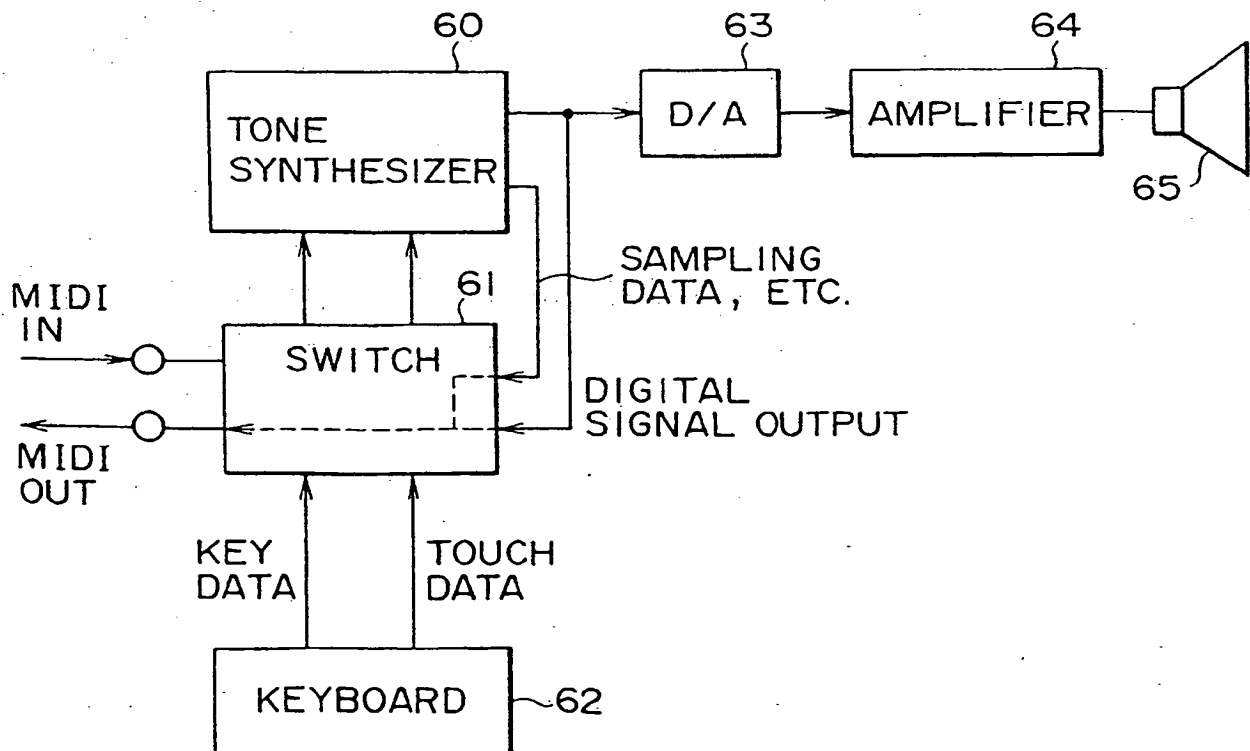 60
63
64
TONE
SYNTHESIZER
D/A
AMPLIFIER
65
SAMPLING
DATA, ETC.
61
MIDI
IN
SWITCH
DIGITAL
SIGNAL OUTPUT
MIDI
OUT
KEY
DATA
TOUCH
DATA
KEYBOARD
62